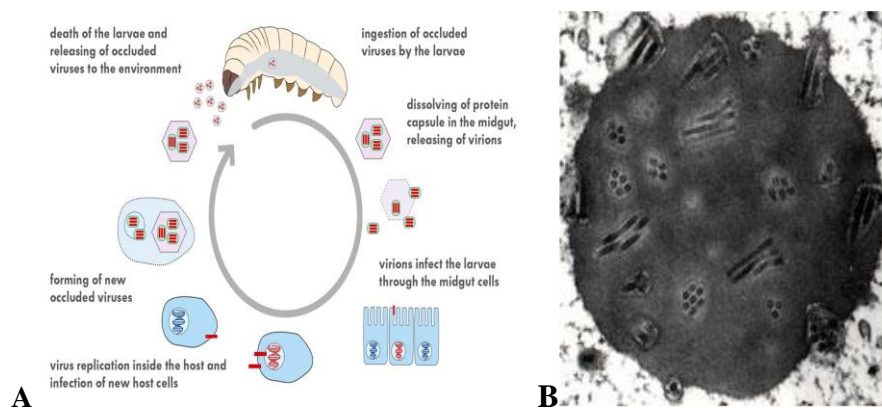 death of the larvae and
releasing of occluded
viruses to the environment
ingestion of occluded
viruses by the larvae
dissolving of protein
capsule in the midgut,
releasing of virions
virions infect the larvae
through the midgut cells
forming of new
occluded viruses
virus replication inside the host and
infection of new host cells
A
B